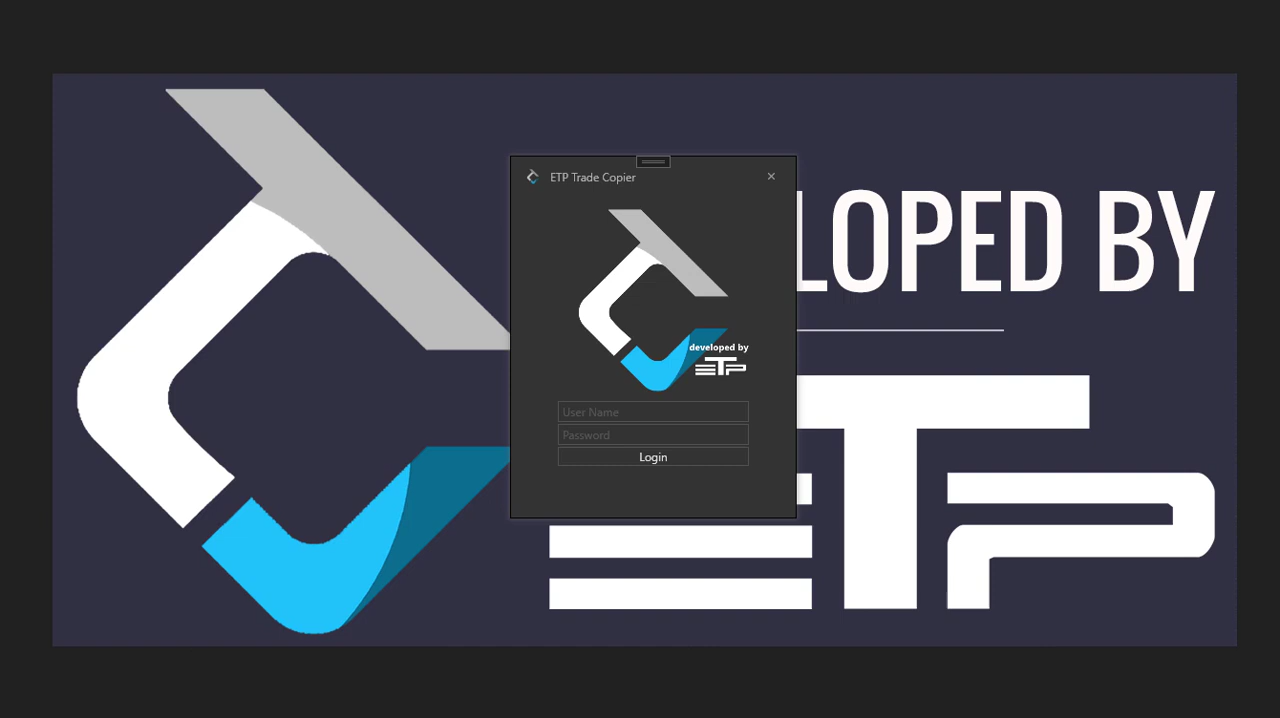 ETP Trade Copier
LOPED BY
developed by
ETP
User Name
Password
Login
ETP